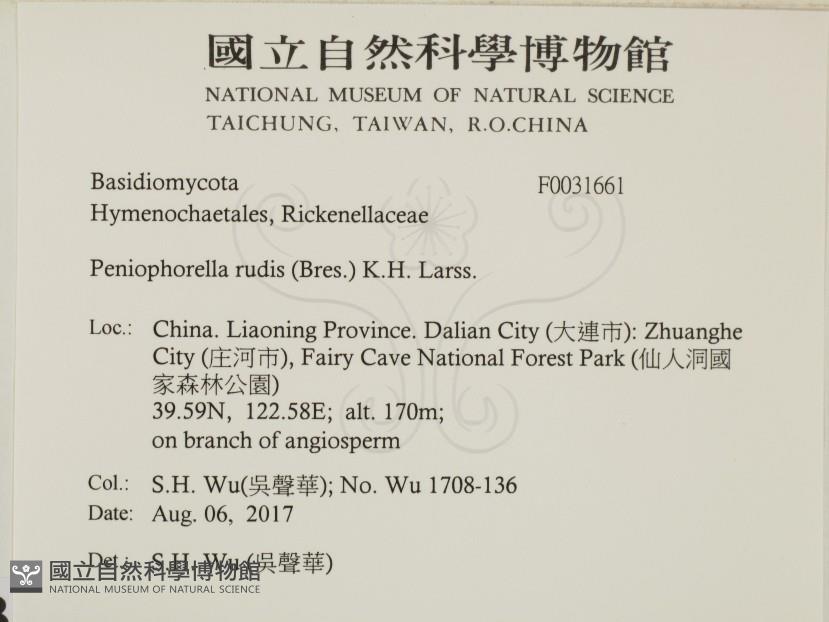 國立自然科學博物館
NATIONAL MUSEUM OF NATURAL SCIENCE
TAICHUNG, TAIWAN, R.O.CHINA
Basidiomycota F0031661
Hymenochaetales, Rickenellaceae
Peniophorella rudis (Bres.) K.H. Larss.
Loc.: China. Liaoning Province. Dalian City (大連市): Zhuanghe
City (庄河市), Fairy Cave National Forest Park (仙人洞國
家森林公園)
39.59N, 122.58E; alt. 170m;
on branch of angiosperm
Col.: S.H. Wu(吳聲華); No. Wu 1708-136
Date: Aug. 06, 2017
Det.: S.H. Wu (吳聲華)
國立自然科學博物館
NATIONAL MUSEUM OF NATURAL SCIENCE